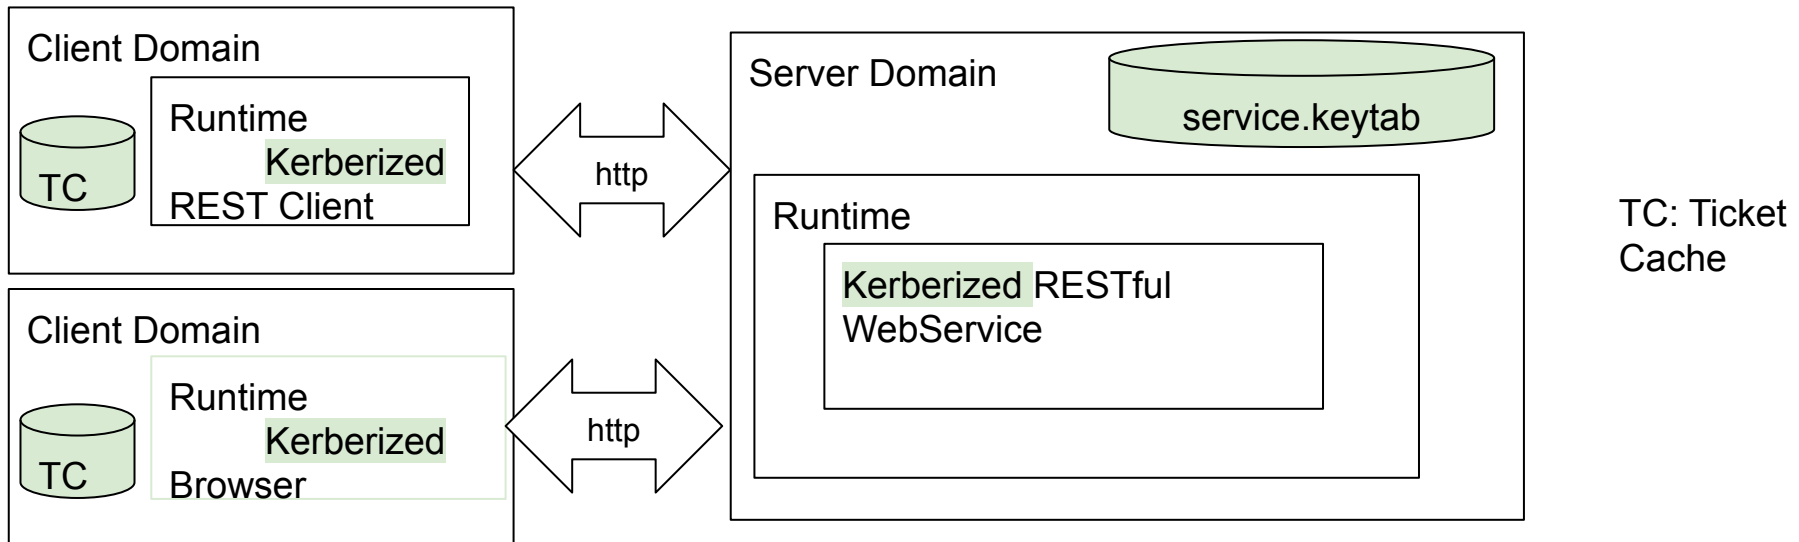 Client Domain
TC
Runtime
Kerberized
REST Client
http
Client Domain
TC
Runtime
Kerberized
Browser
http
Server Domain
service.keytab
Runtime
Kerberized RESTful
WebService
TC: Ticket
Cache